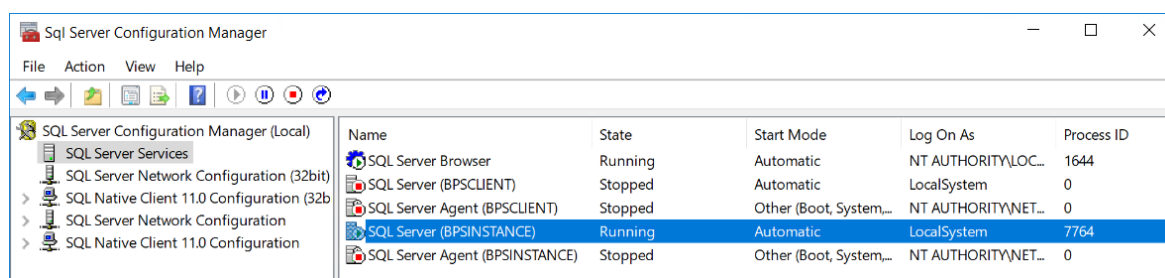 Sql Server Configuration Manager
File Action View Help
SQL Server Configuration Manager (Local)
SQL Server Services
SQL Server Network Configuration (32bit)
SQL Native Client 11.0 Configuration (32b
SQL Server Network Configuration
SQL Native Client 11.0 Configuration
Name State Start Mode Log On As Process ID
SQL Server Browser Running Automatic NT AUTHORITY\LOC... 1644
SQL Server (BPSCLIENT) Stopped Automatic LocalSystem 0
SQL Server Agent (BPSCLIENT) Stopped Other (Boot, System,... NT AUTHORITY\NET... 0
SQL Server (BPSINSTANCE) Running Automatic LocalSystem 7764
SQL Server Agent (BPSINSTANCE) Stopped Other (Boot, System,... NT AUTHORITY\NET... 0